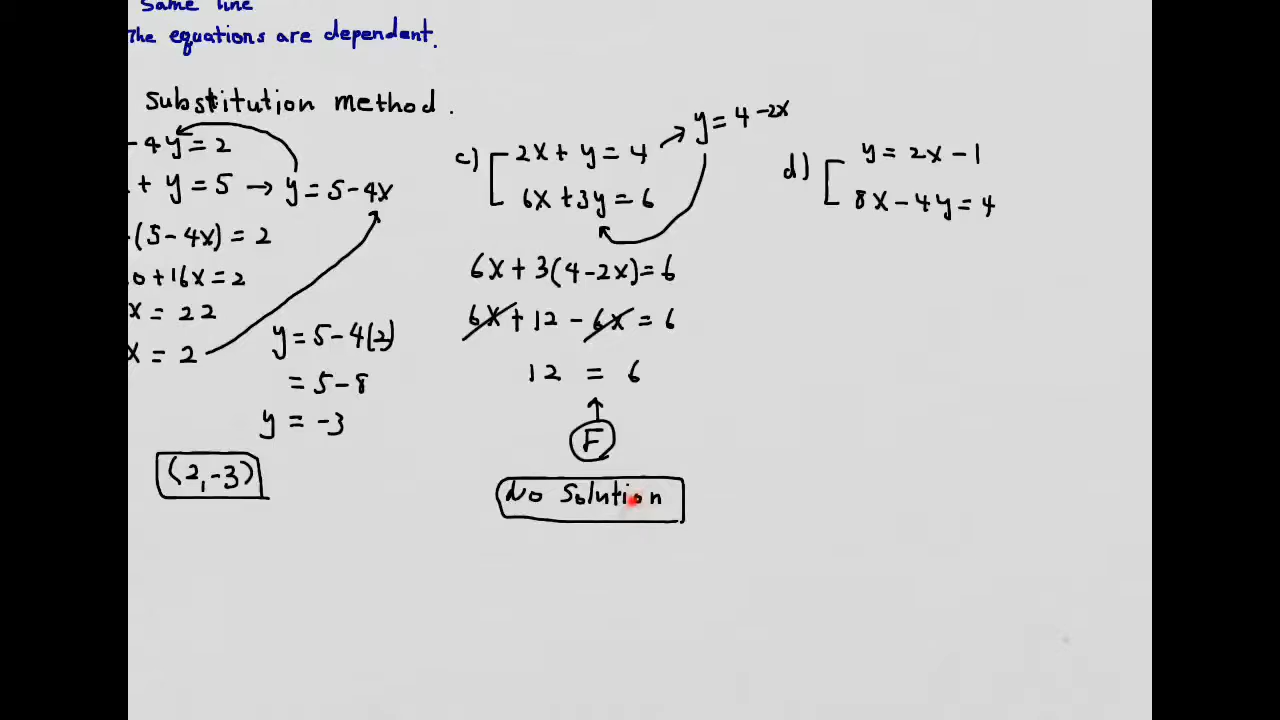 Same line
The equations are dependent.
Substitution method.
- 4y = 2
+ y = 5 → y = 5 - 4x
(5 - 4x) = 2
0 + 16x = 2
x = 22
x = 2
y = 5 - 4(2)
= 5 - 8
y = -3
(2, -3)
c) 2x + y = 4 → y = 4 - 2x
6x + 3y = 6
6x + 3(4 - 2x) = 6
6x + 12 - 6x = 6
12 = 6
F
No Solution
d) y = 2x - 1
8x - 4y = 4